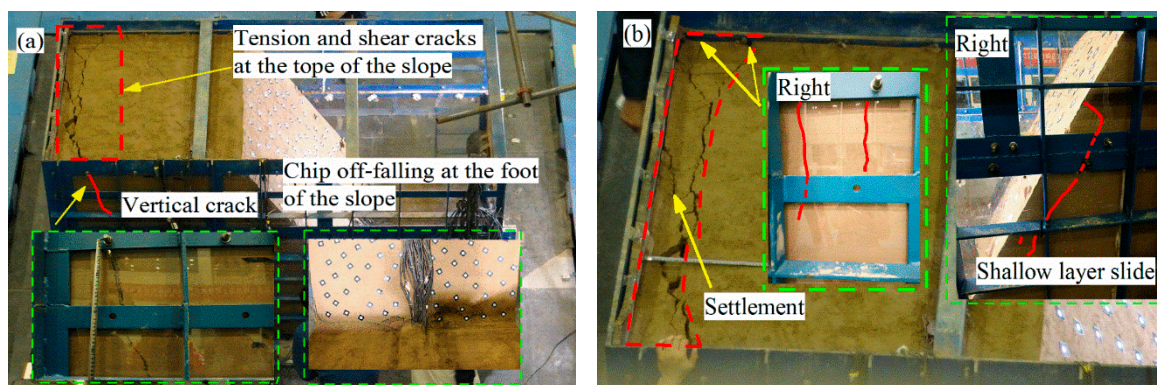 (a)
Tension and shear cracks
at the tope of the slope
Chip off-falling at the foot
of the slope
Vertical crack
(b)
Right
Right
Settlement
Shallow layer slide